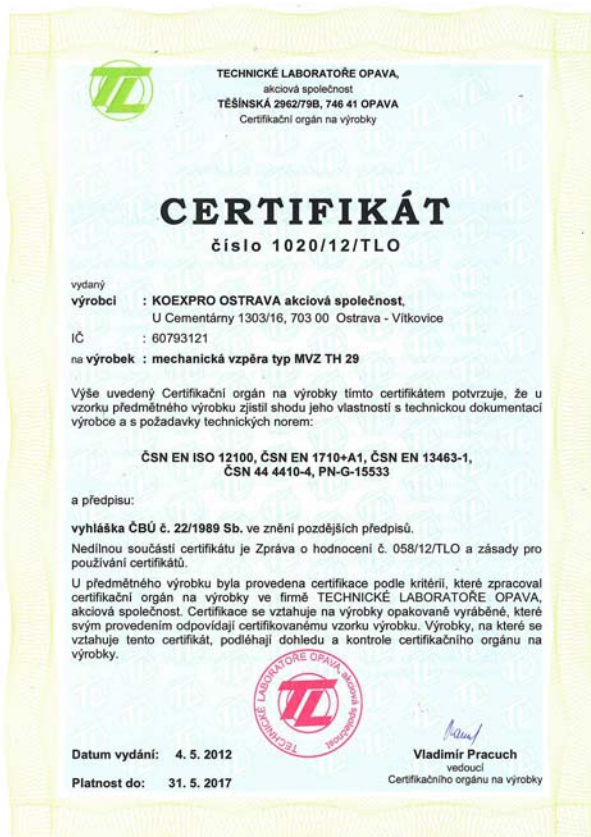 TL
TECHNICKÉ LABORATOŘE OPAVA,
akciová společnost
TĚŠÍNSKÁ 2962/79B, 746 41 OPAVA
Certifikační orgán na výrobky
CERTIFIKÁT
číslo 1020/12/TLO
vydaný
výrobci : KOEXPRO OSTRAVA akciová společnost,
U Cementárny 1303/16, 703 00 Ostrava - Vítkovice
IČ : 60793121
na výrobek : mechanická vzpěra typ MVZ TH 29
Výše uvedený Certifikační orgán na výrobky tímto certifikátem potvrzuje, že u
vzorku předmětného výrobku zjistil shodu jeho vlastností s technickou dokumentací
výrobce a s požadavky technických norem:
ČSN EN ISO 12100, ČSN EN 1710+A1, ČSN EN 13463-1,
ČSN 44 4410-4, PN-G-15533
a předpisu:
vyhláška ČBÚ č. 22/1989 Sb. ve znění pozdějších předpisů.
Nedílnou součástí certifikátu je Zpráva o hodnocení č. 058/12/TLO a zásady pro
používání certifikátů.
U předmětného výrobku byla provedena certifikace podle kritérií, které zpracoval
certifikační orgán na výrobky ve firmě TECHNICKÉ LABORATOŘE OPAVA,
akciová společnost. Certifikace se vztahuje na výrobky opakovaně vyráběné, které
svým provedením odpovídají certifikovanému vzorku výrobku. Výrobky, na které se
vztahuje tento certifikát, podléhají dohledu a kontrole certifikačního orgánu na
výrobky.
TECHNICKÉ LABORATOŘE OPAVA, akciová společnost
TL
Datum vydání: 4. 5. 2012
Platnost do: 31. 5. 2017
Vladimír Pracuch
vedoucí
Certifikačního orgánu na výrobky